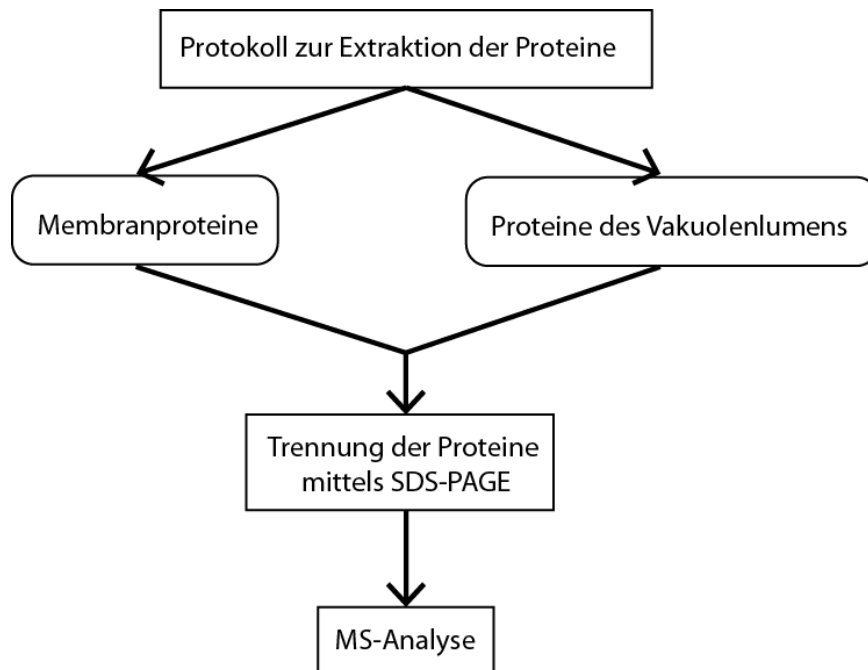 Protokoll zur Extraktion der Proteine
Membranproteine
Proteine des Vakuolenlumens
Trennung der Proteine
mittels SDS-PAGE
MS-Analyse